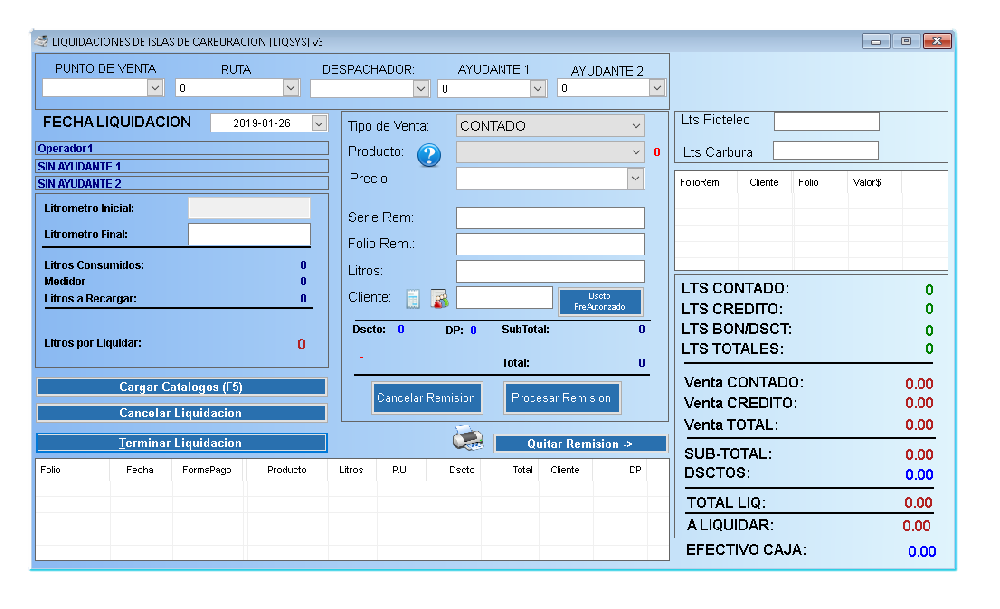 LIQUIDACIONES DE ISLAS DE CARBURACION [LIQSYS] v3
PUNTO DE VENTA RUTA DESPACHADOR: AYUDANTE 1 AYUDANTE 2
0 0 0
FECHA LIQUIDACION 2019-01-26
Operador1
SIN AYUDANTE 1
SIN AYUDANTE 2
Litrometro Inicial:
Litrometro Final:
Litros Consumidos: 0
Medidor 0
Litros a Recargar: 0
Litros por Liquidar: 0
Cargar Catalogos (F5)
Cancelar Liquidacion
Terminar Liquidacion
Tipo de Venta: CONTADO
Producto: ? 0
Precio:
Serie Rem:
Folio Rem.:
Litros:
Cliente: Dscto
PreAutorizado
Dscto: 0 DP: 0 SubTotal: 0
- Total: 0
Cancelar Remision Procesar Remision
Quitar Remision ->
Folio Fecha FormaPago Producto Litros P.U. Dscto Total Cliente DP
Lts Picteleo
Lts Carbura
FolioRem Cliente Folio Valor$
LTS CONTADO: 0
LTS CREDITO: 0
LTS BON/DSCT: 0
LTS TOTALES: 0
Venta CONTADO: 0.00
Venta CREDITO: 0.00
Venta TOTAL: 0.00
SUB-TOTAL: 0.00
DSCTOS: 0.00
TOTAL LIQ: 0.00
A LIQUIDAR: 0.00
EFECTIVO CAJA: 0.00